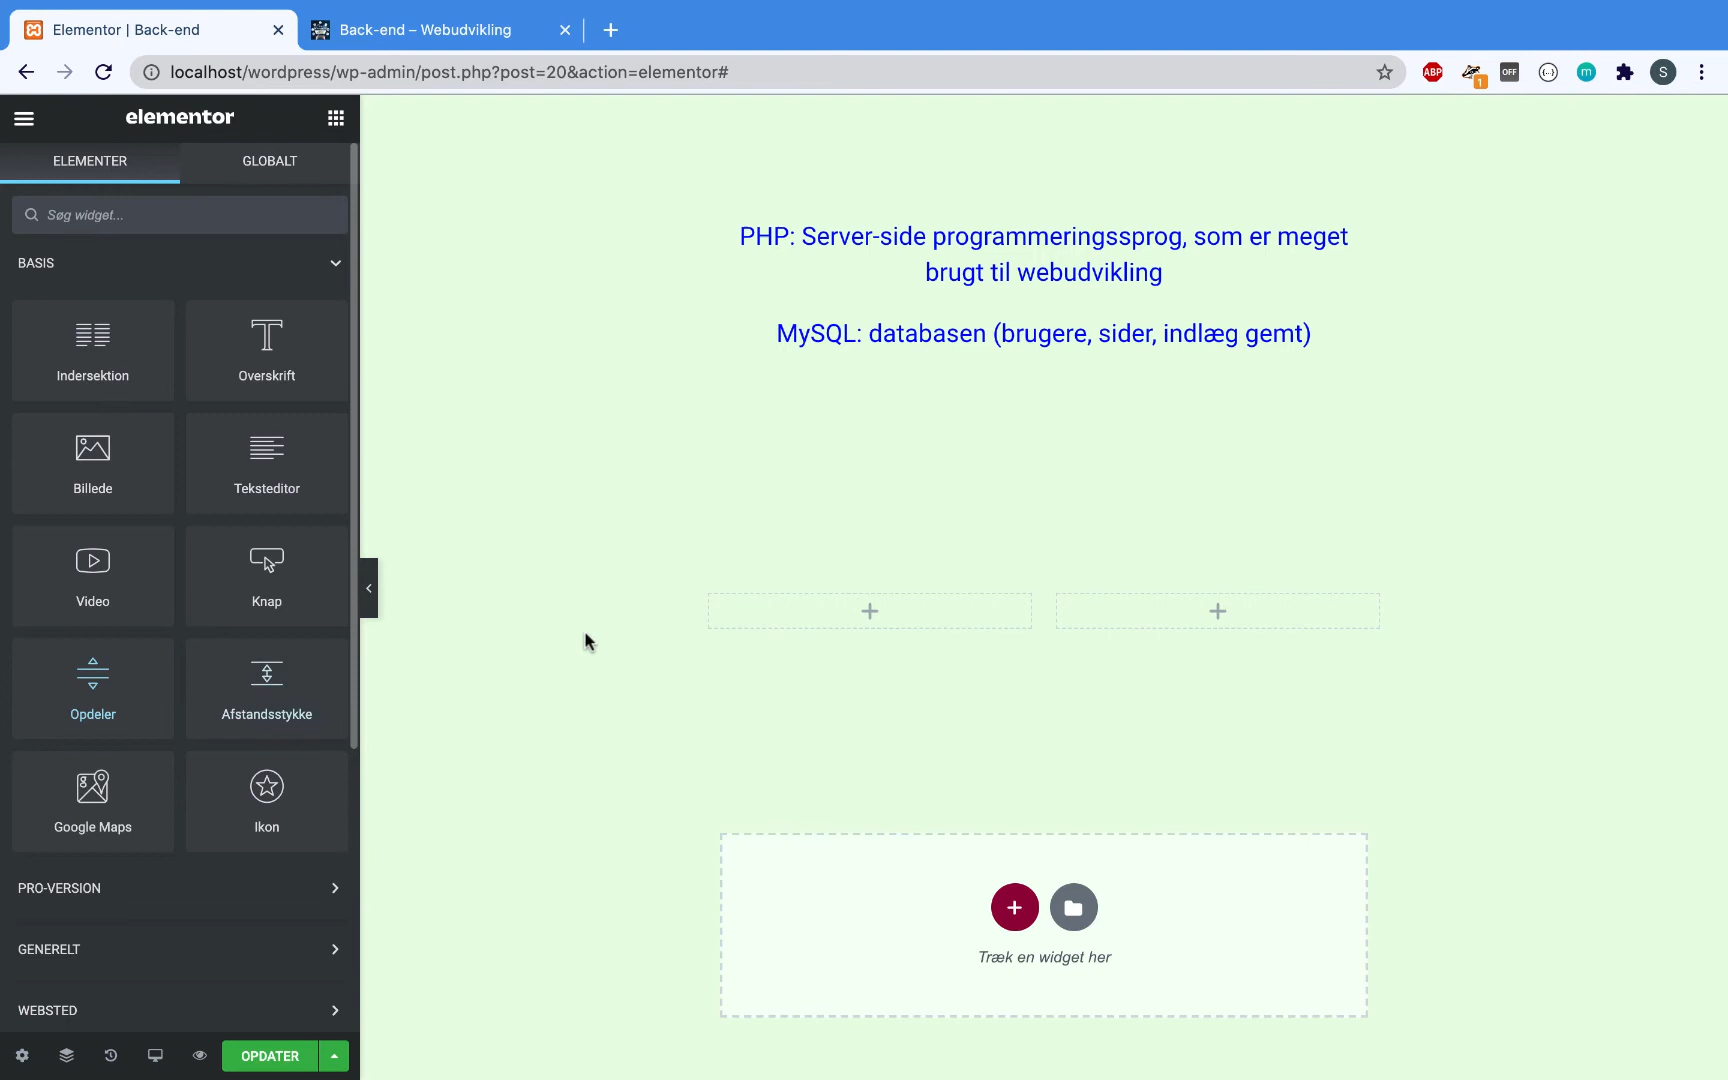 Elementor | Back-end
Back-end – Webudvikling
localhost/wordpress/wp-admin/post.php?post=20&action=elementor#
ABP
1
OFF
m
S
elementor
ELEMENTER
GLOBALT
Søg widget...
BASIS
Indersektion
Overskrift
Billede
Teksteditor
Video
Knap
Opdeler
Afstandsstykke
Google Maps
Ikon
PRO-VERSION
GENERELT
WEBSTED
OPDATER
PHP: Server-side programmeringssprog, som er meget
brugt til webudvikling
MySQL: databasen (brugere, sider, indlæg gemt)
Træk en widget her